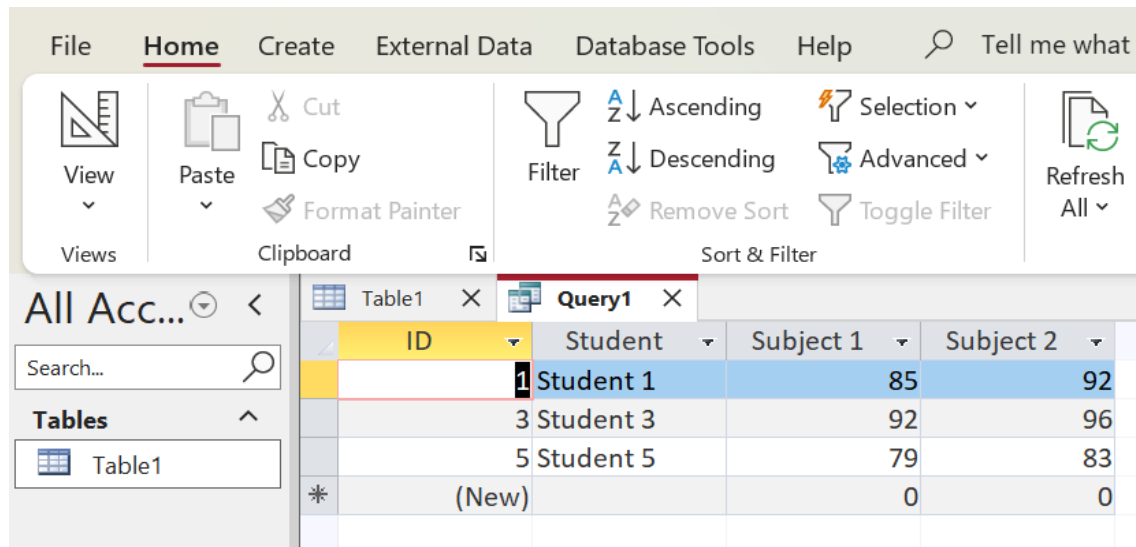 File Home Create External Data Database Tools Help Tell me what
View
Views
Paste
Cut
Copy
Format Painter
Clipboard
Filter
Ascending
Descending
Remove Sort
Selection
Advanced
Toggle Filter
Sort & Filter
Refresh
All
All Acc...
Search...
Tables
Table1
Table1 Query1
ID Student Subject 1 Subject 2
1 Student 1 85 92
3 Student 3 92 96
5 Student 5 79 83
(New) 0 0